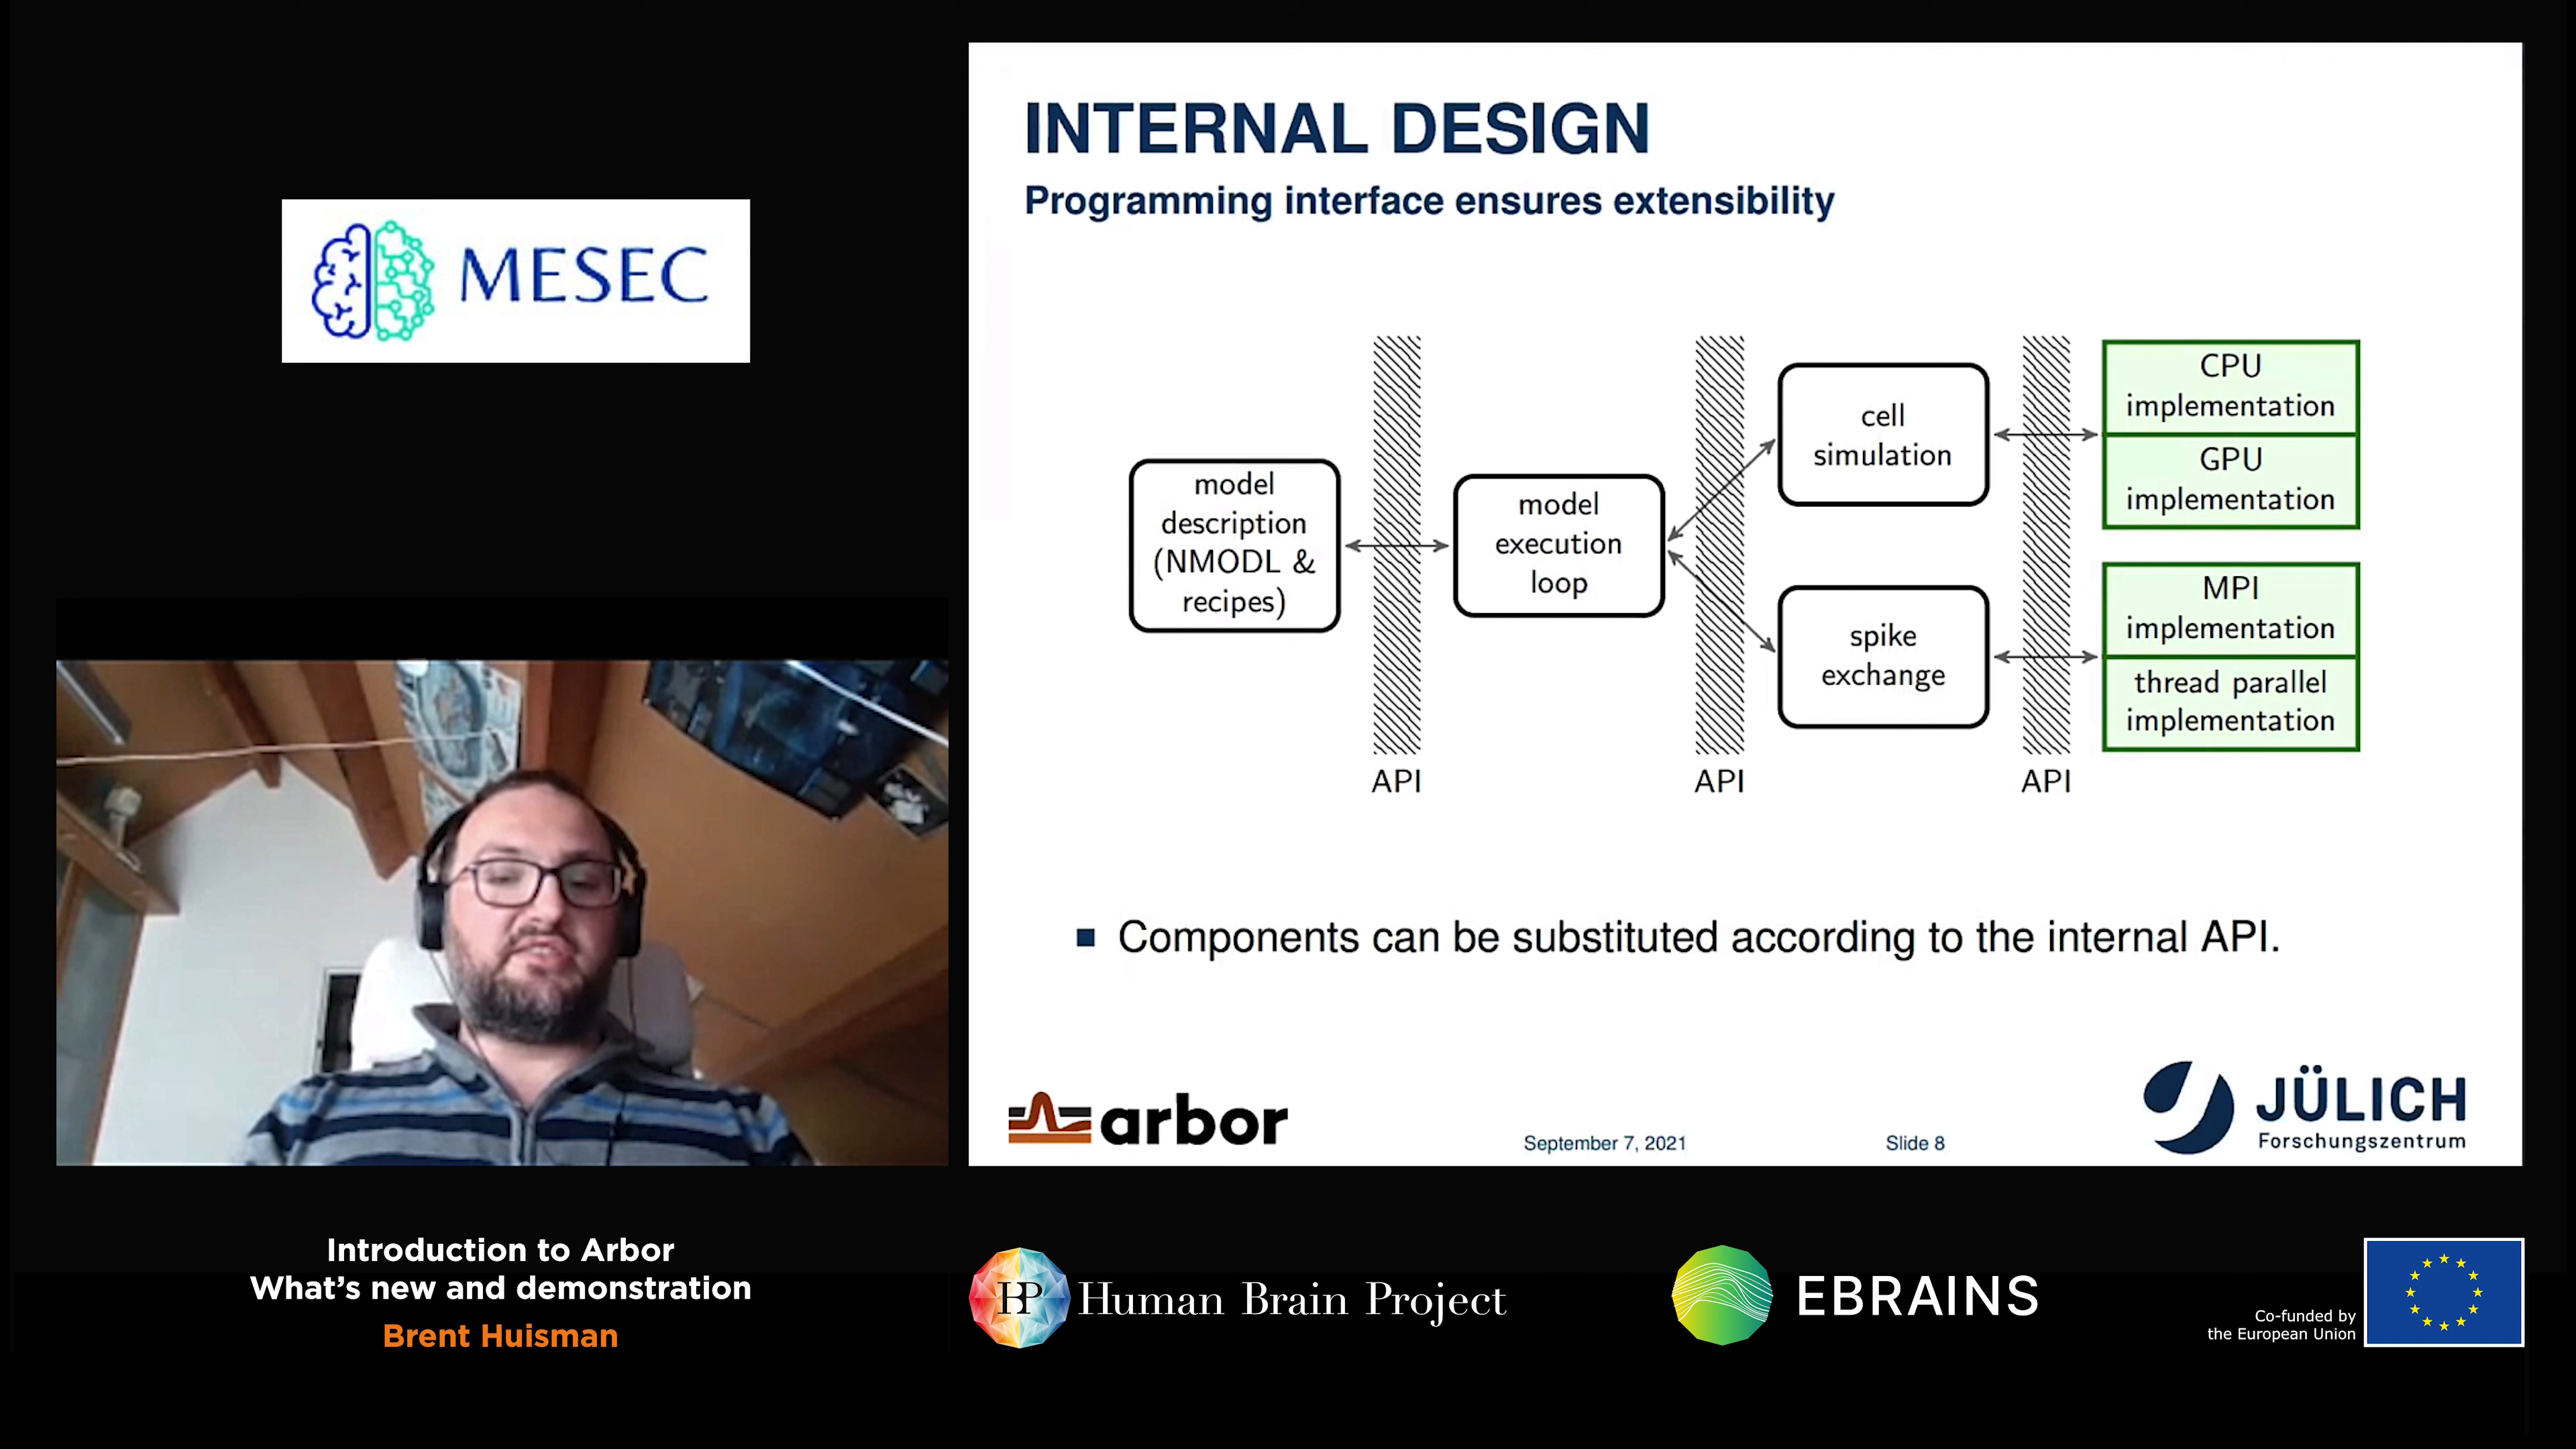 MESEC
INTERNAL DESIGN
Programming interface ensures extensibility
model
description
(NMODL &
recipes)
model
execution
loop
cell
simulation
spike
exchange
CPU
implementation
GPU
implementation
MPI
implementation
thread parallel
implementation
API
API
API
Components can be substituted according to the internal API.
arbor
September 7, 2021
Slide 8
JÜLICH
Forschungszentrum
Introduction to Arbor
What's new and demonstration
Brent Huisman
HBP
Human Brain Project
EBRAINS
Co-funded by
the European Union